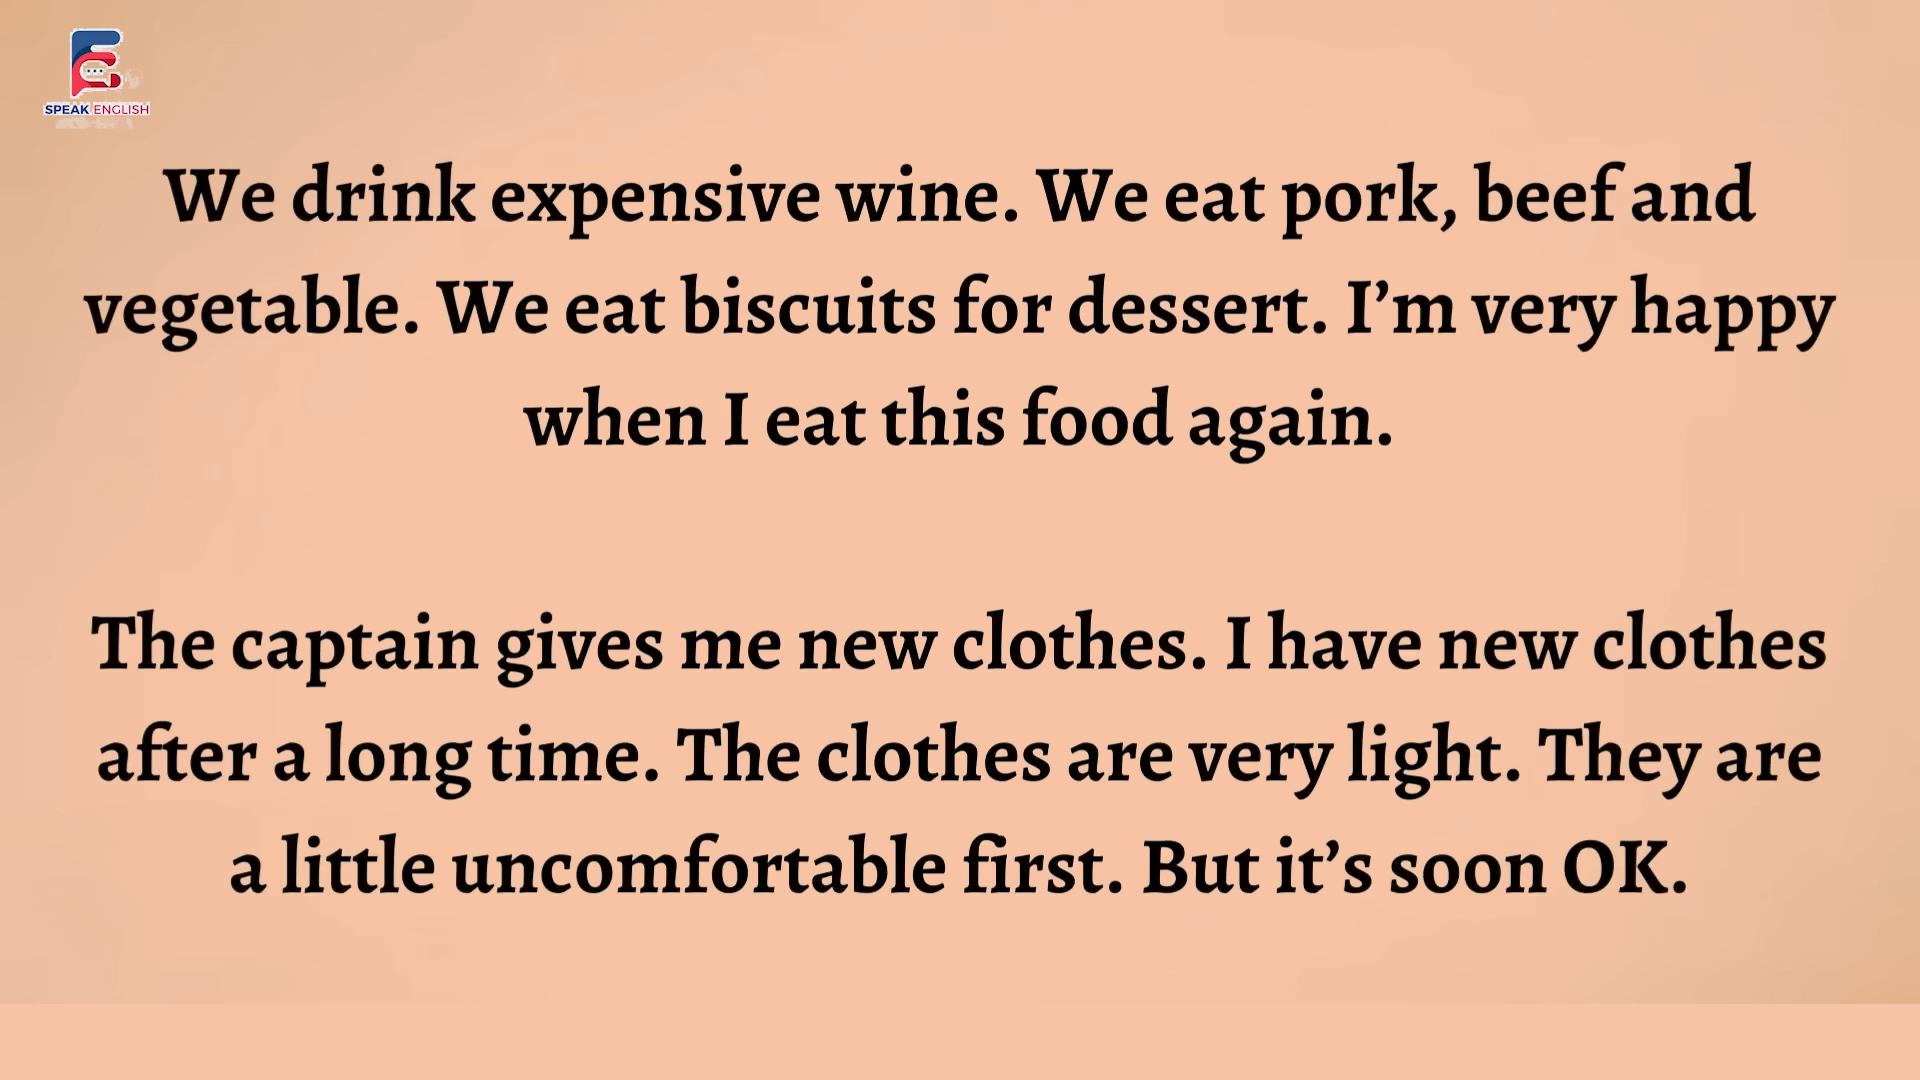 SPEAK ENGLISH
We drink expensive wine. We eat pork, beef and
vegetable. We eat biscuits for dessert. I’m very happy
when I eat this food again.
The captain gives me new clothes. I have new clothes
after a long time. The clothes are very light. They are
a little uncomfortable first. But it’s soon OK.